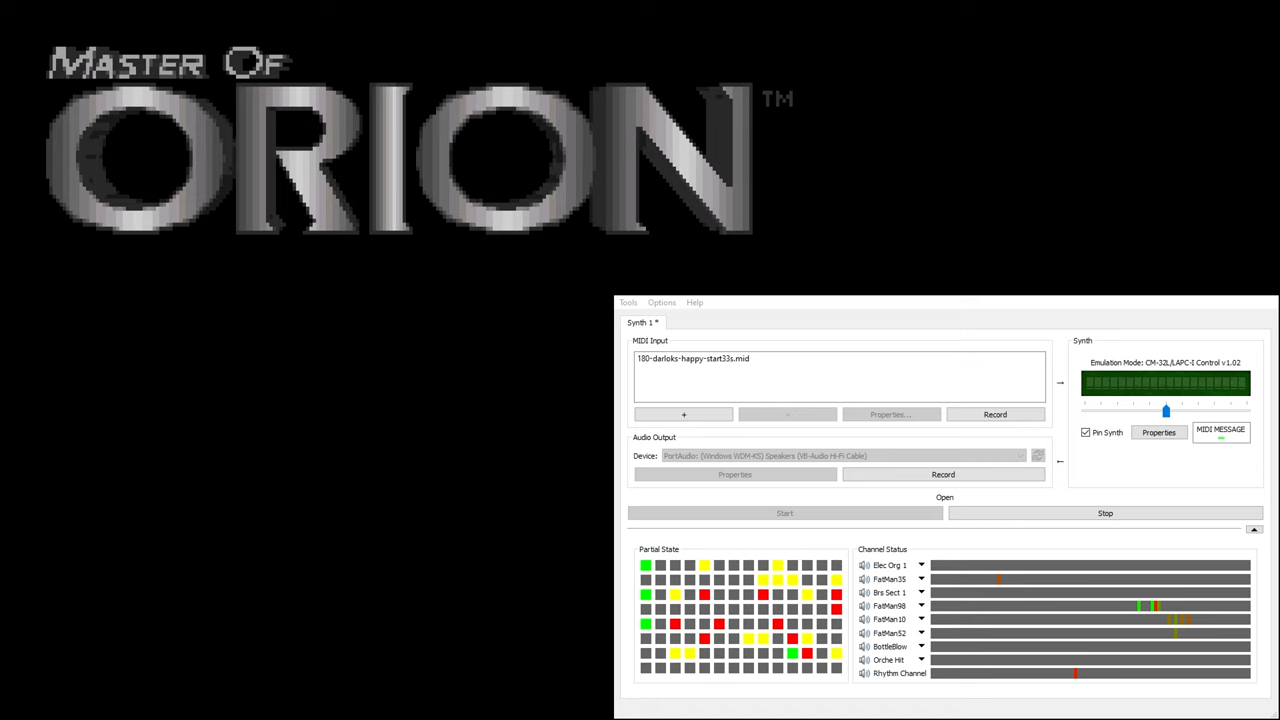 MASTER OF
ORION ™
Tools Options Help
Synth 1 *
MIDI Input
180-darloks-happy-start33s.mid
+ - Properties... Record
Audio Output
Device: PortAudio: (Windows WDM-KS) Speakers (VB-Audio Hi-Fi Cable)
Properties Record
Synth
Emulation Mode: CM-32L/LAPC-I Control v1.02
Pin Synth Properties MIDI MESSAGE
Open
Start Stop
Partial State
Channel Status
Elec Org 1
FatMan35
Brs Sect 1
FatMan98
FatMan10
FatMan52
BottleBlow
Orche Hit
Rhythm Channel